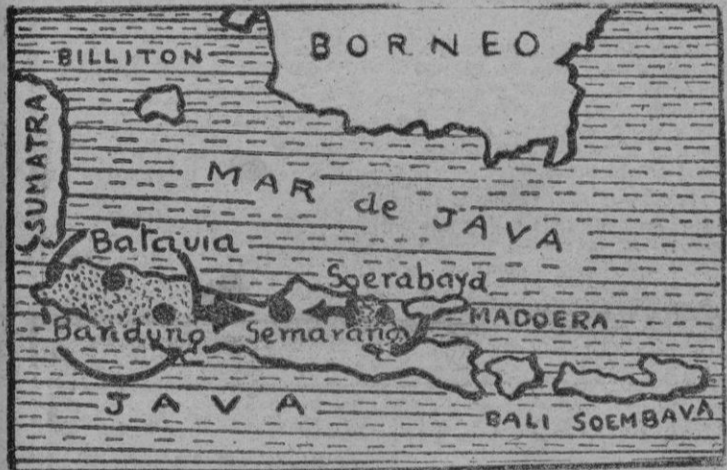 BORNEO
BILLITON
SUMATRA
MAR de JAVA
Batavia
Soerabaya
MADOERA
Bandung
Semarang
JAVA
BALI SOEMBAVA